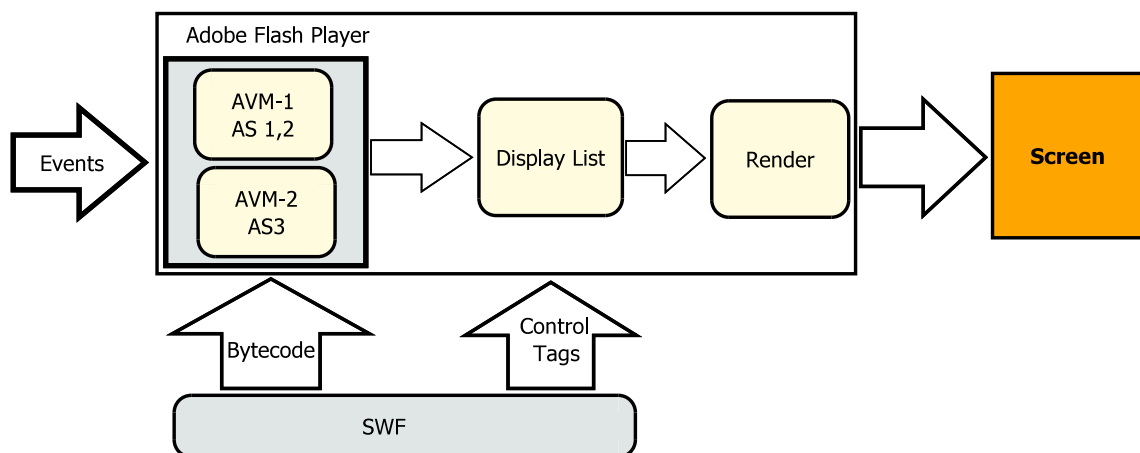 Adobe Flash Player
Events
AVM-1
AS 1,2
AVM-2
AS3
Display List
Render
Screen
Bytecode
Control
Tags
SWF